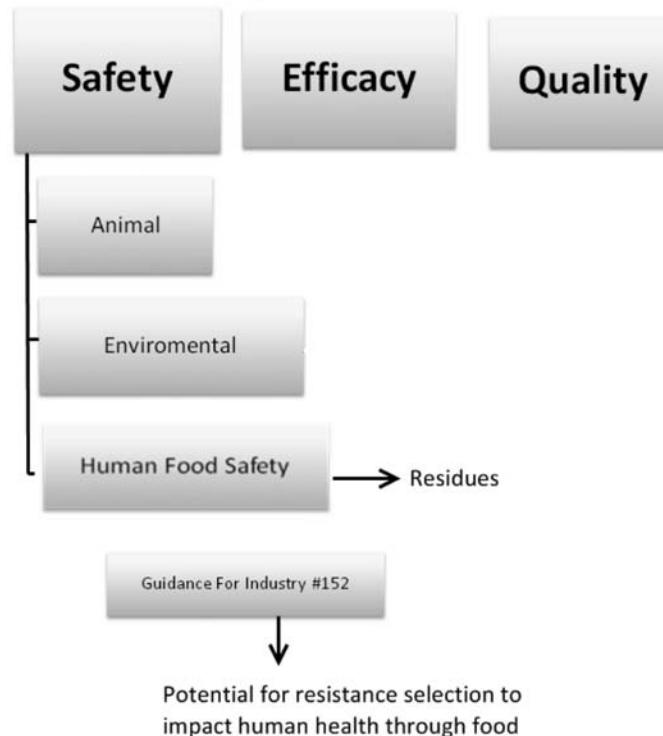 Safety
Efficacy
Quality
Animal
Enviromental
Human Food Safety
Residues
Guidance For Industry #152
Potential for resistance selection to
impact human health through food